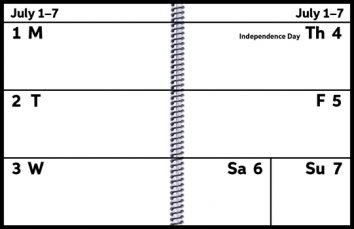 July 1–7
1 M
2 T
3 W
July 1–7
Independence Day Th 4
F 5
Sa 6
Su 7